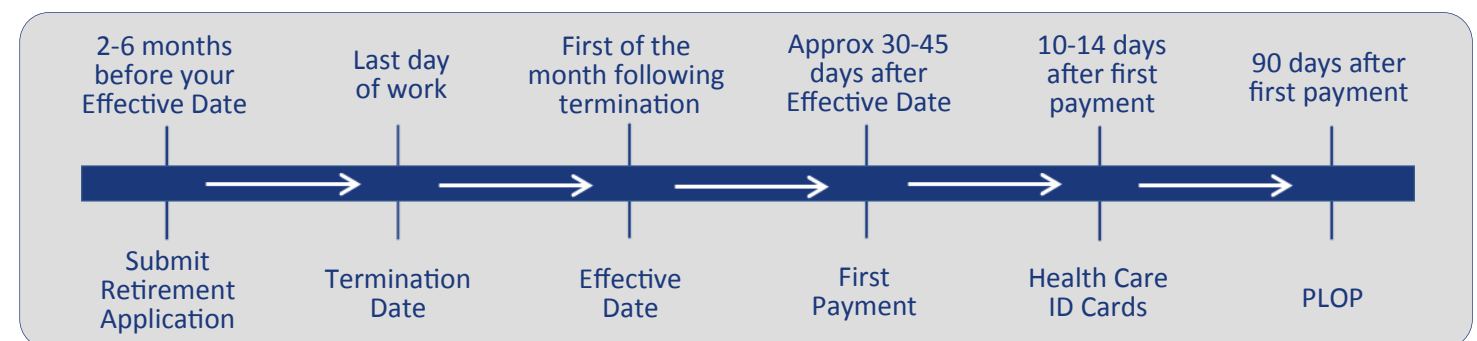 2-6 months
before your
Effective Date
Last day
of work
First of the
month following
termination
Approx 30-45
days after
Effective Date
10-14 days
after first
payment
90 days after
first payment
Submit
Retirement
Application
Termination
Date
Effective
Date
First
Payment
Health Care
ID Cards
PLOP